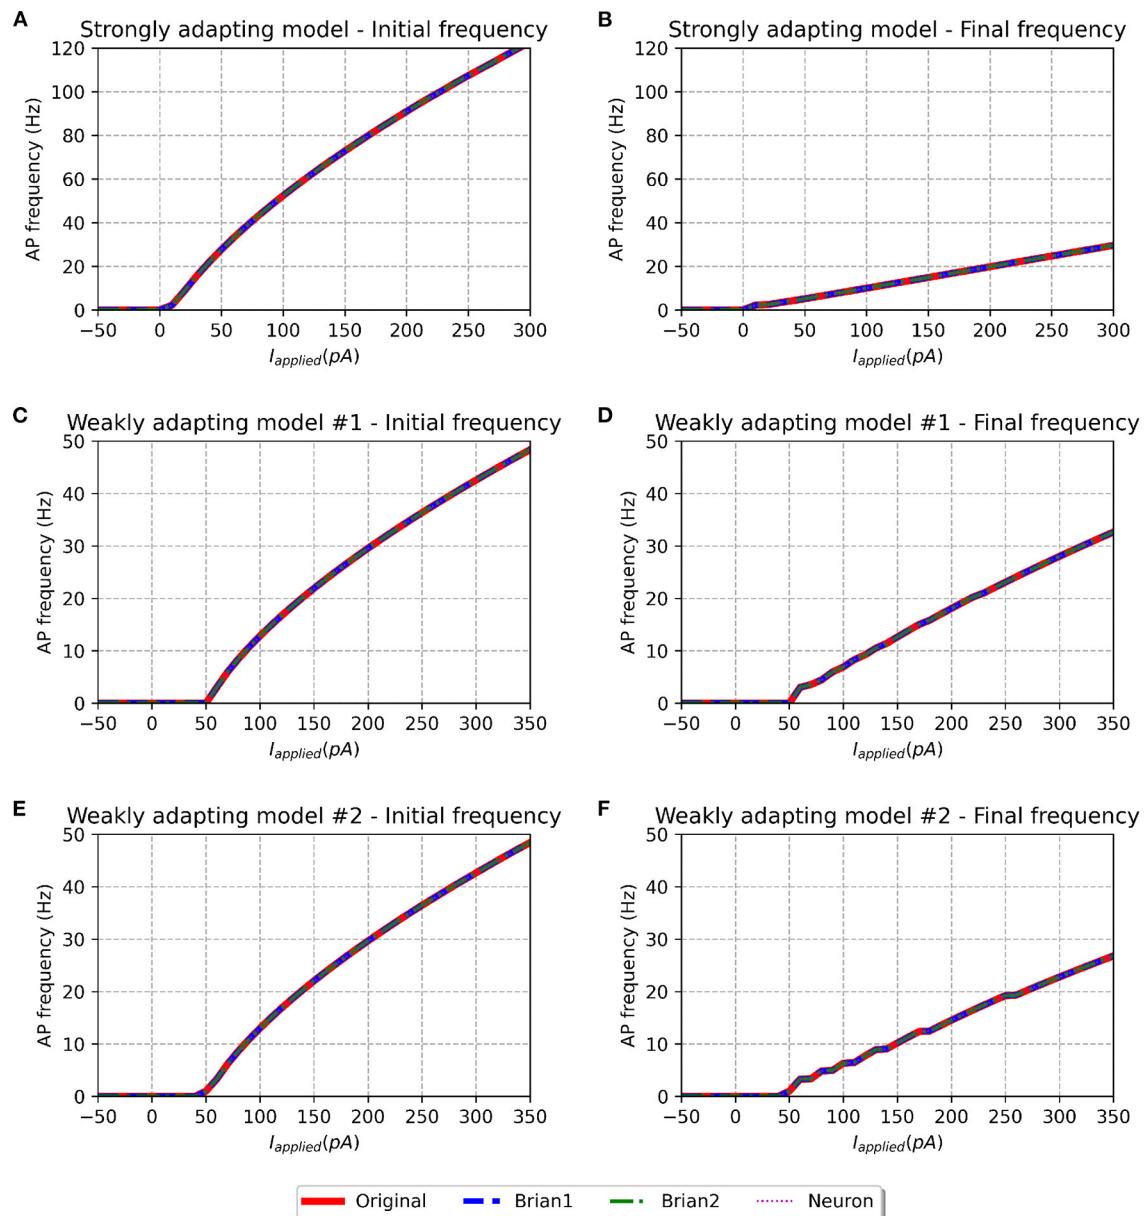 A
Strongly adapting model - Initial frequency
120
100
80
60
40
20
0
AP frequency (Hz)
−50 0 50 100 150 200 250 300
I_applied(pA)
B
Strongly adapting model - Final frequency
120
100
80
60
40
20
0
AP frequency (Hz)
−50 0 50 100 150 200 250 300
I_applied(pA)
C
Weakly adapting model #1 - Initial frequency
50
40
30
20
10
0
AP frequency (Hz)
−50 0 50 100 150 200 250 300 350
I_applied(pA)
D
Weakly adapting model #1 - Final frequency
50
40
30
20
10
0
AP frequency (Hz)
−50 0 50 100 150 200 250 300 350
I_applied(pA)
E
Weakly adapting model #2 - Initial frequency
50
40
30
20
10
0
AP frequency (Hz)
−50 0 50 100 150 200 250 300 350
I_applied(pA)
F
Weakly adapting model #2 - Final frequency
50
40
30
20
10
0
AP frequency (Hz)
−50 0 50 100 150 200 250 300 350
I_applied(pA)
Original Brian1 Brian2 Neuron